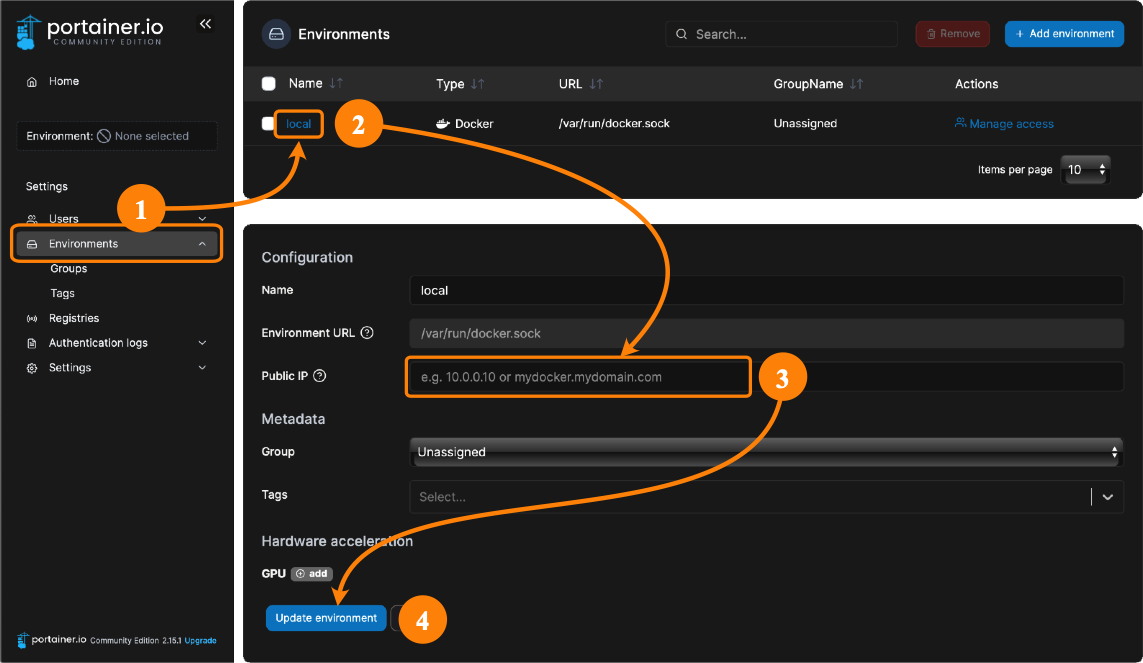 portainer.io
COMMUNITY EDITION
Home
Environment: None selected
Settings
1
Users
Environments
Groups
Tags
Registries
Authentication logs
Settings
portainer.io Community Edition 2.15.1 Upgrade
Environments
Search...
Remove
+ Add environment
Name Type URL GroupName Actions
local 2 Docker /var/run/docker.sock Unassigned Manage access
Items per page 10
Configuration
Name local
Environment URL ? /var/run/docker.sock
Public IP ? e.g. 10.0.0.10 or mydocker.mydomain.com 3
Metadata
Group Unassigned
Tags Select...
Hardware acceleration
GPU add
Update environment 4